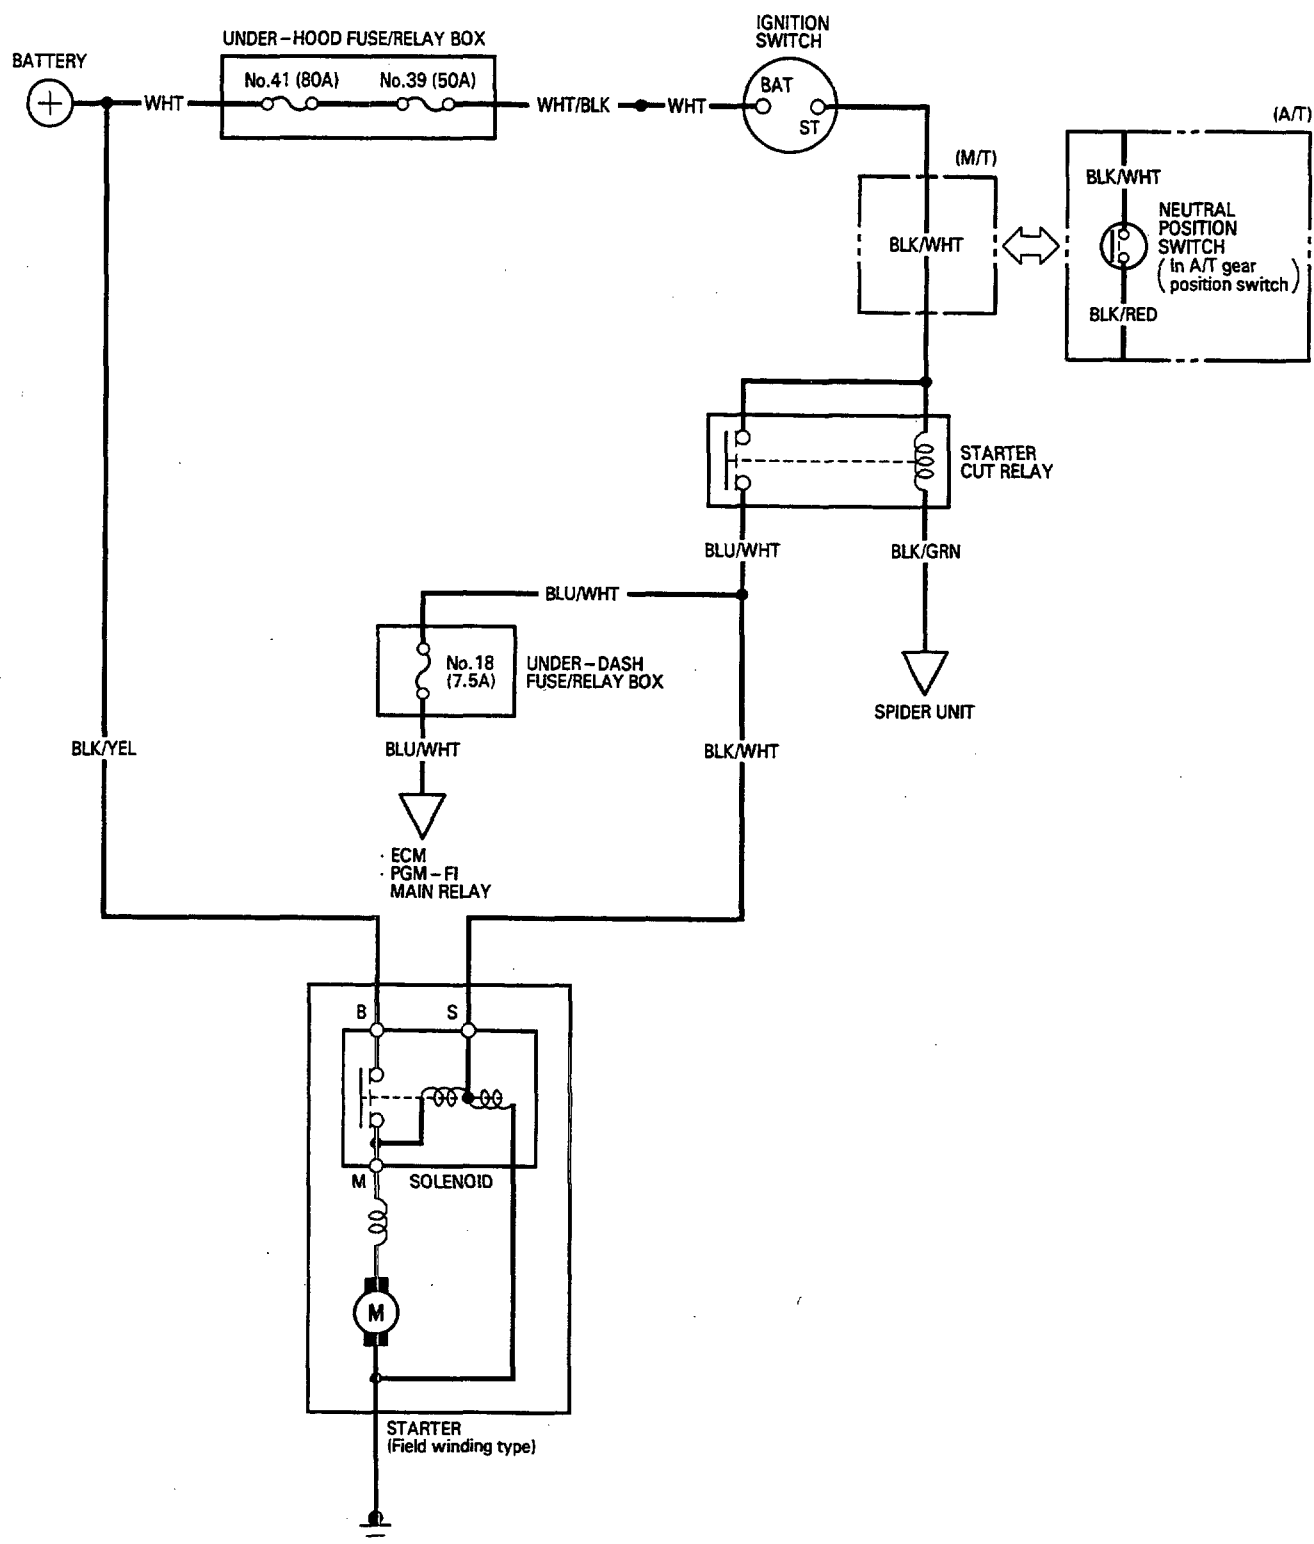 IGNITION
SWITCH
UNDER–HOOD FUSE/RELAY BOX
BATTERY
No.41 (80A)
No.39 (50A)
BAT
ST
WHT
WHT/BLK
WHT
(A/T)
(M/T)
BLK/WHT
NEUTRAL
POSITION
SWITCH
(In A/T gear
position switch)
BLK/WHT
BLK/RED
STARTER
CUT RELAY
BLU/WHT
BLK/GRN
BLU/WHT
No.18
(7.5A)
UNDER–DASH
FUSE/RELAY BOX
SPIDER UNIT
BLK/YEL
BLU/WHT
BLK/WHT
· ECM
· PGM–FI
MAIN RELAY
B
S
M
SOLENOID
M
STARTER
(Field winding type)